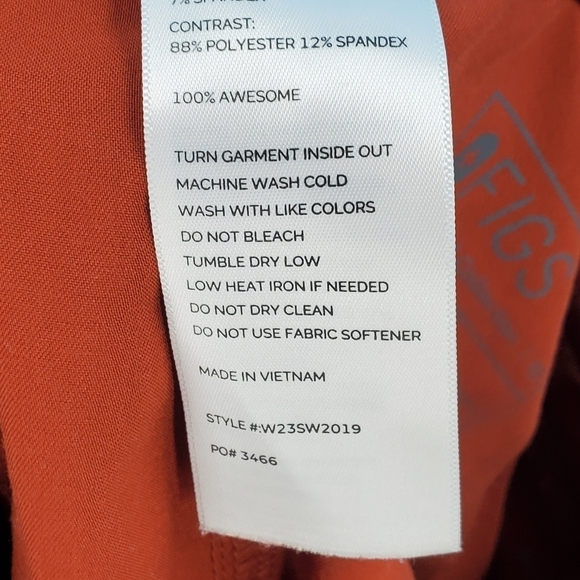 7% SPANDEX
CONTRAST:
88% POLYESTER 12% SPANDEX
100% AWESOME
TURN GARMENT INSIDE OUT
MACHINE WASH COLD
WASH WITH LIKE COLORS
DO NOT BLEACH
TUMBLE DRY LOW
LOW HEAT IRON IF NEEDED
DO NOT DRY CLEAN
DO NOT USE FABRIC SOFTENER
MADE IN VIETNAM
STYLE #:W23SW2019
PO# 3466
FIGS